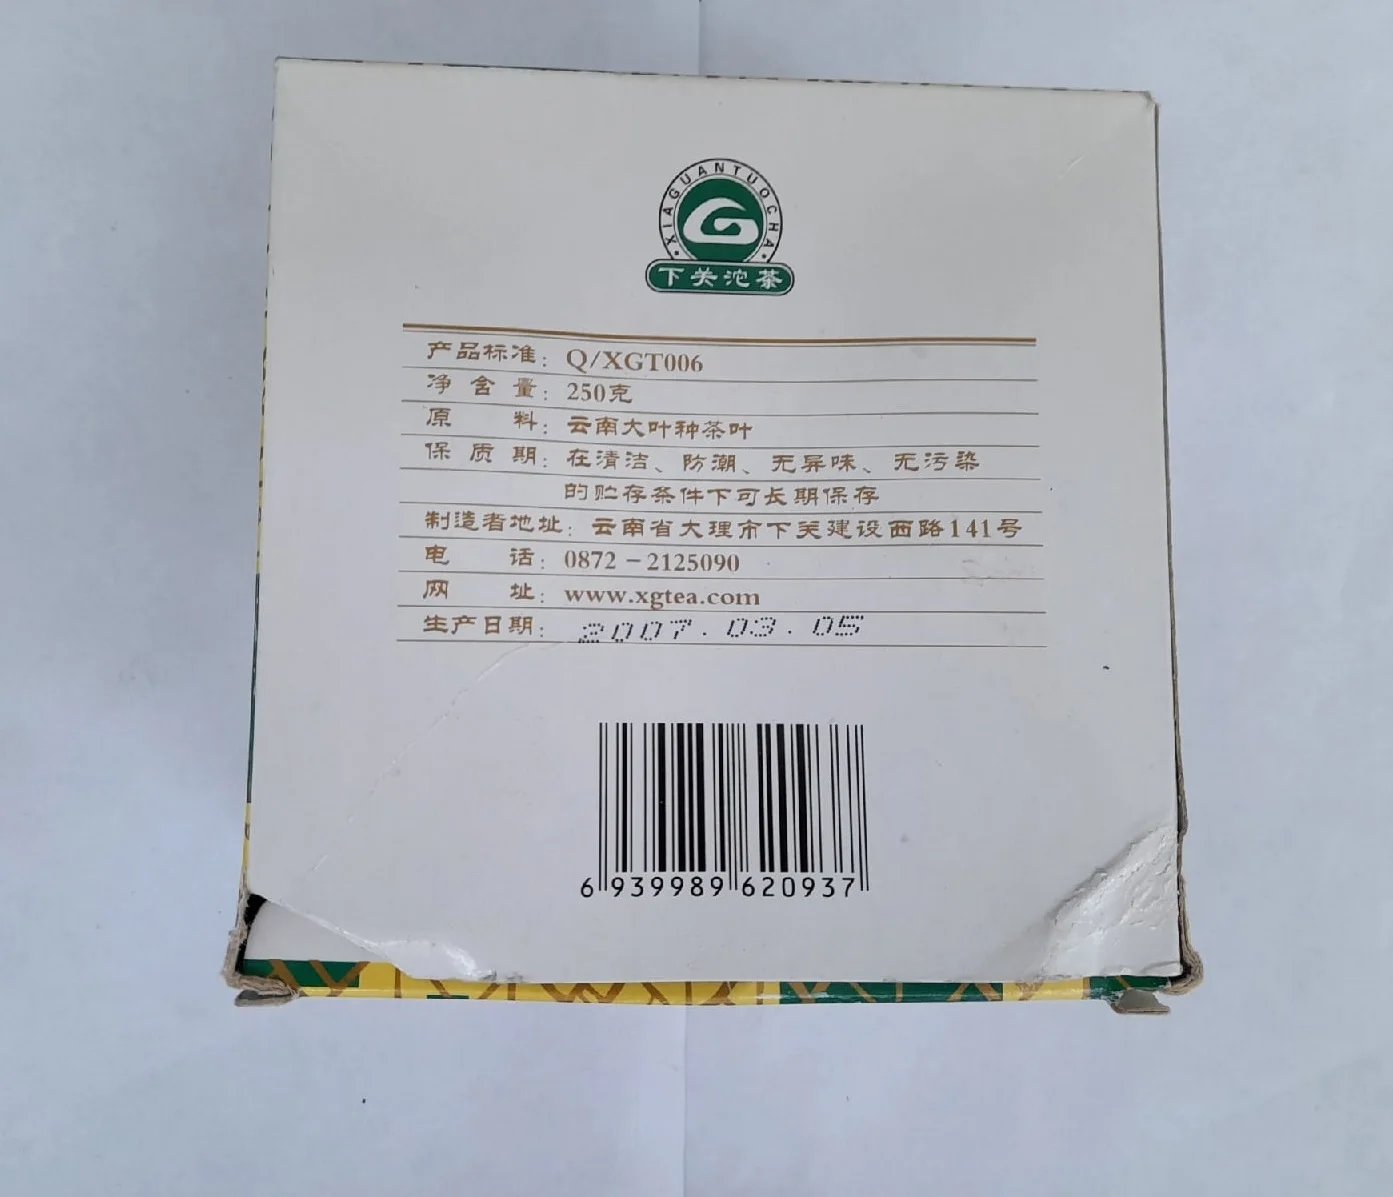 ·XIAGUANTUOCHA·
下关沱茶
产品标准：Q/XGT006
净含量：250克
原料：云南大叶种茶叶
保质期：在清洁、防潮、无异味、无污染
的贮存条件下可长期保存
制造者地址：云南省大理市下关建设西路141号
电话：0872－2125090
网址：www.xgtea.com
生产日期：2007.03.05
6 939989 620937